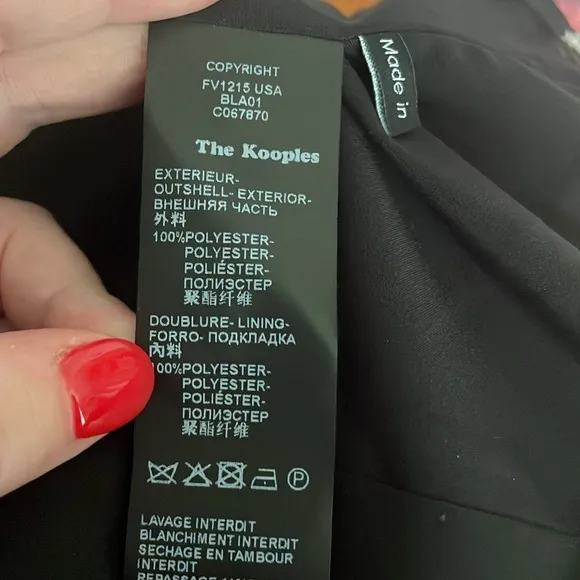 COPYRIGHT
FV1215 USA
BLA01
C067870
The Kooples
EXTERIEUR-
OUTSHELL- EXTERIOR-
ВНЕШНЯЯ ЧАСТЬ
外料
100%POLYESTER-
POLYESTER-
POLIÉSTER-
ПОЛИЭСТЕР
聚酯纤维
DOUBLURE- LINING-
FORRO- ПОДКЛАДКА
內料
100%POLYESTER-
POLYESTER-
POLIÉSTER-
ПОЛИЭСТЕР
聚酯纤维
P
LAVAGE INTERDIT
BLANCHIMENT INTERDIT
SECHAGE EN TAMBOUR
INTERDIT
REPASSAGE
Made in